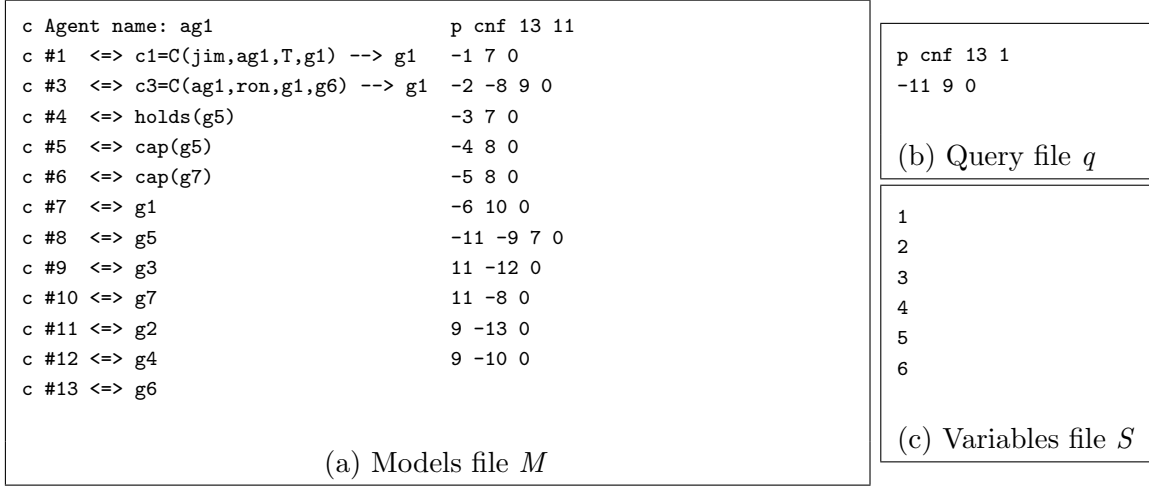 c Agent name: ag1 p cnf 13 11
c #1 <=> c1=C(jim,ag1,T,g1) --> g1 -1 7 0
c #3 <=> c3=C(ag1,ron,g1,g6) --> g1 -2 -8 9 0
c #4 <=> holds(g5) -3 7 0
c #5 <=> cap(g5) -4 8 0
c #6 <=> cap(g7) -5 8 0
c #7 <=> g1 -6 10 0
c #8 <=> g5 -11 -9 7 0
c #9 <=> g3 11 -12 0
c #10 <=> g7 11 -8 0
c #11 <=> g2 9 -13 0
c #12 <=> g4 9 -10 0
c #13 <=> g6
(a) Models file M
p cnf 13 1
-11 9 0
(b) Query file q
1
2
3
4
5
6
(c) Variables file S